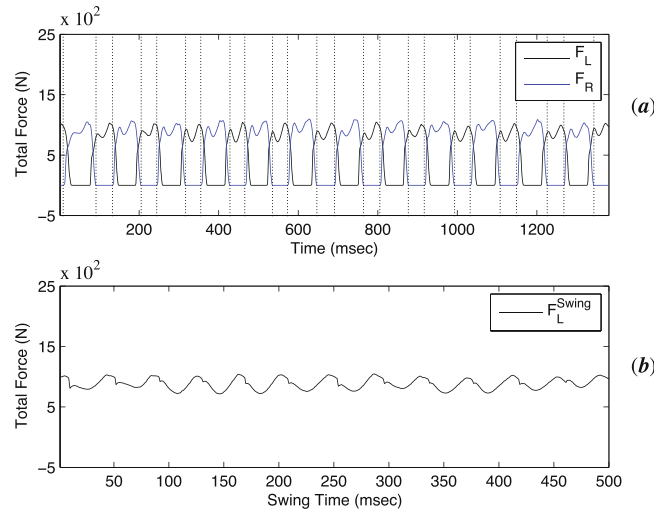 x 10²
25
15
5
-5
Total Force (N)
F_L
F_R
200 400 600 800 1000 1200
Time (msec)
(a)
x 10²
25
15
5
-5
Total Force (N)
F_L^Swing
50 100 150 200 250 300 350 400 450 500
Swing Time (msec)
(b)